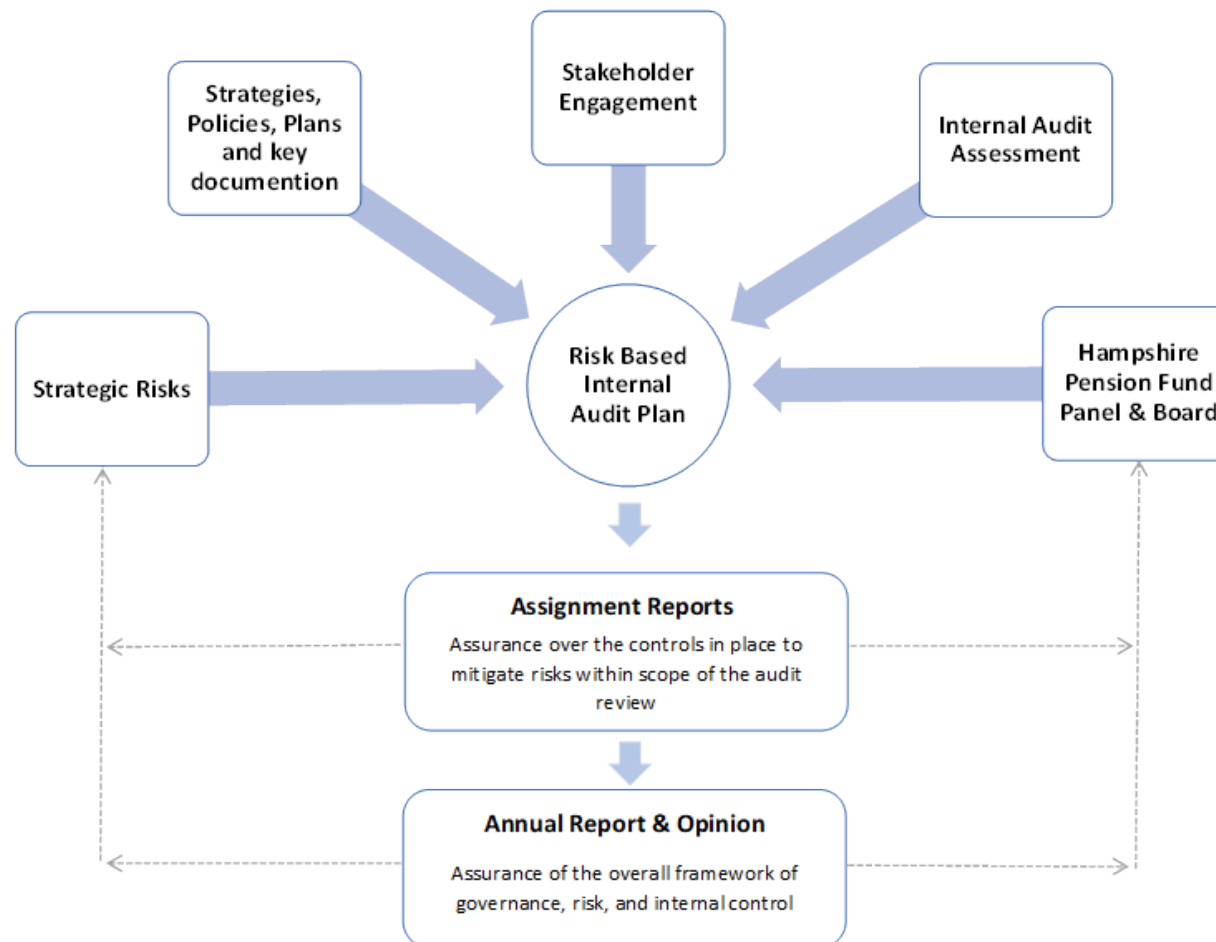 Stakeholder
Engagement
Strategies,
Policies, Plans
and key
documention
Internal Audit
Assessment
Strategic Risks
Risk Based
Internal
Audit Plan
Hampshire
Pension Fund
Panel & Board
Assignment Reports
Assurance over the controls in place to
mitigate risks within scope of the audit
review
Annual Report & Opinion
Assurance of the overall framework of
governance, risk, and internal control